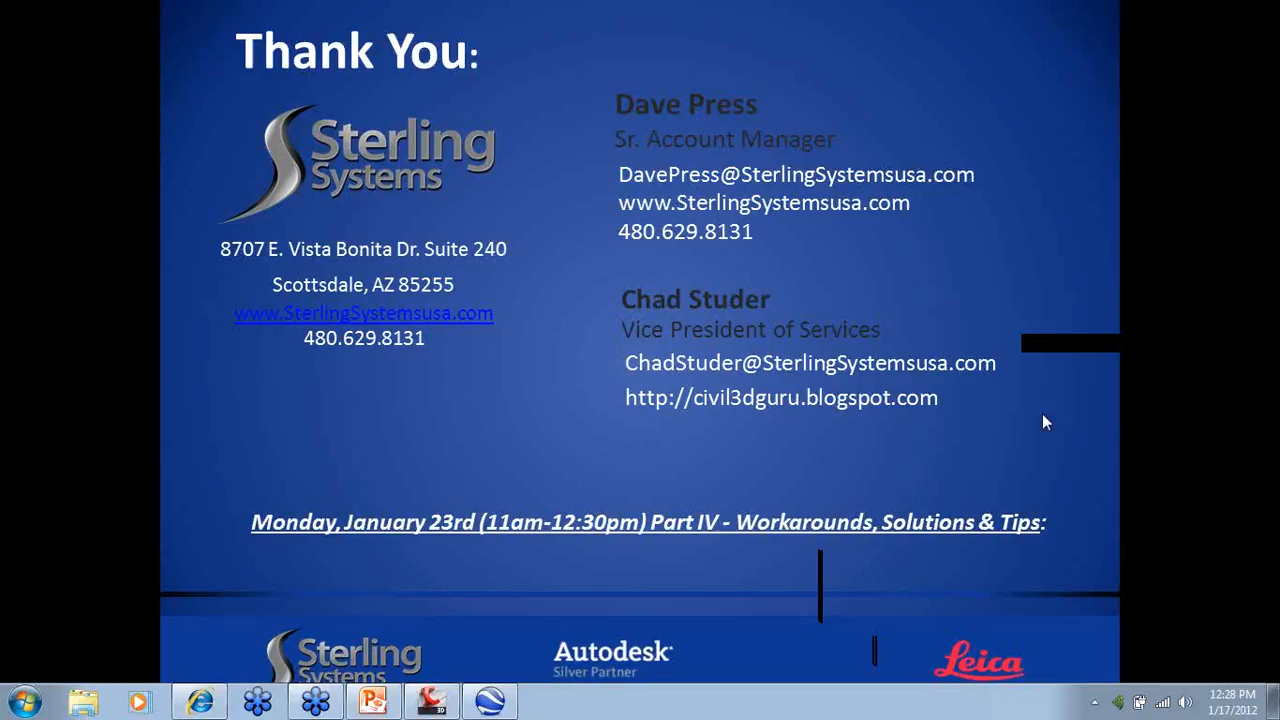 Thank You:
Sterling
Systems
8707 E. Vista Bonita Dr. Suite 240
Scottsdale, AZ 85255
www.SterlingSystemsusa.com
480.629.8131
Dave Press
Sr. Account Manager
DavePress@SterlingSystemsusa.com
www.SterlingSystemsusa.com
480.629.8131
Chad Studer
Vice President of Services
ChadStuder@SterlingSystemsusa.com
http://civil3dguru.blogspot.com
Monday, January 23rd (11am-12:30pm) Part IV - Workarounds, Solutions & Tips:
Sterling
Systems
Autodesk®
Silver Partner
Leica
12:28 PM
1/17/2012